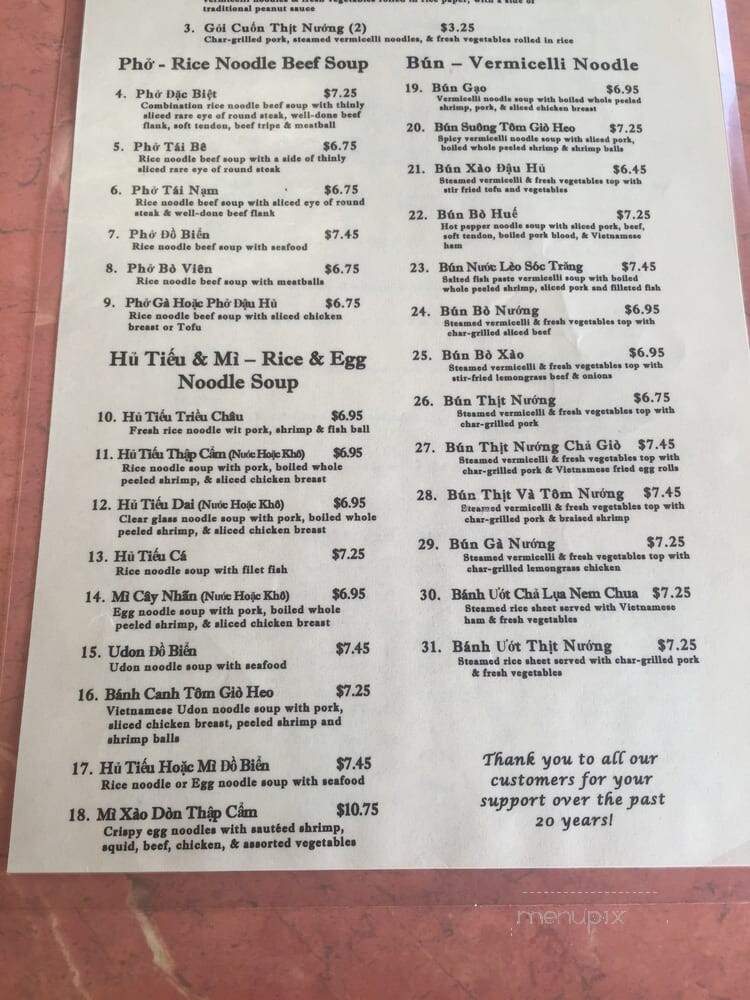 vermicelli noodles & fresh vegetables rolled in rice paper, with a side of
traditional peanut sauce
3. Gỏi Cuốn Thịt Nướng (2) $3.25
Char-grilled pork, steamed vermicelli noodles, & fresh vegetables rolled in rice
Phở - Rice Noodle Beef Soup
4. Phở Đặc Biệt $7.25
Combination rice noodle beef soup with thinly
sliced rare eye of round steak, well-done beef
flank, soft tendon, beef tripe & meatball
5. Phở Tái Bê $6.75
Rice noodle beef soup with a side of thinly
sliced rare eye of round steak
6. Phở Tái Nạm $6.75
Rice noodle beef soup with sliced eye of round
steak & well-done beef flank
7. Phở Đồ Biển $7.45
Rice noodle beef soup with seafood
8. Phở Bò Viên $6.75
Rice noodle beef soup with meatballs
9. Phở Gà Hoặc Phở Đậu Hủ $6.75
Rice noodle beef soup with sliced chicken
breast or Tofu
Hủ Tiếu & Mì – Rice & Egg
Noodle Soup
10. Hủ Tiếu Triều Châu $6.95
Fresh rice noodle wit pork, shrimp & fish ball
11. Hủ Tiếu Thập Cẩm (Nước Hoặc Khô) $6.95
Rice noodle soup with pork, boiled whole
peeled shrimp, & sliced chicken breast
12. Hủ Tiếu Dai (Nước Hoặc Khô) $6.95
Clear glass noodle soup with pork, boiled whole
peeled shrimp, & sliced chicken breast
13. Hủ Tiếu Cá $7.25
Rice noodle soup with filet fish
14. Mì Cây Nhãn (Nước Hoặc Khô) $6.95
Egg noodle soup with pork, boiled whole
peeled shrimp, & sliced chicken breast
15. Udon Đồ Biển $7.45
Udon noodle soup with seafood
16. Bánh Canh Tôm Giò Heo $7.25
Vietnamese Udon noodle soup with pork,
sliced chicken breast, peeled shrimp and
shrimp balls
17. Hủ Tiếu Hoặc Mì Đồ Biển $7.45
Rice noodle or Egg noodle soup with seafood
18. Mì Xào Dòn Thập Cẩm $10.75
Crispy egg noodles with sautéed shrimp,
squid, beef, chicken, & assorted vegetables
Bún – Vermicelli Noodle
19. Bún Gạo $6.95
Vermicelli noodle soup with boiled whole peeled
shrimp, pork, & sliced chicken breast
20. Bún Suông Tôm Giò Heo $7.25
Spicy vermicelli noodle soup with sliced pork,
boiled whole peeled shrimp & shrimp balls
21. Bún Xào Đậu Hủ $6.45
Steamed vermicelli & fresh vegetables top with
stir fried tofu and vegetables
22. Bún Bò Huế $7.25
Hot pepper noodle soup with sliced pork, beef,
soft tendon, boiled pork blood, & Vietnamese
ham
23. Bún Nước Lèo Sóc Trăng $7.45
Salted fish paste vermicelli soup with boiled
whole peeled shrimp, sliced pork and filleted fish
24. Bún Bò Nướng $6.95
Steamed vermicelli & fresh vegetables top with
char-grilled sliced beef
25. Bún Bò Xào $6.95
Steamed vermicelli & fresh vegetables top with
stir-fried lemongrass beef & onions
26. Bún Thịt Nướng $6.75
Steamed vermicelli & fresh vegetables top with
char-grilled pork
27. Bún Thịt Nướng Chả Giò $7.45
Steamed vermicelli & fresh vegetables top with
char-grilled pork & Vietnamese fried egg rolls
28. Bún Thịt Và Tôm Nướng $7.45
Steamed vermicelli & fresh vegetables top with
char-grilled pork & braised shrimp
29. Bún Gà Nướng $7.25
Steamed vermicelli & fresh vegetables top with
char-grilled lemongrass chicken
30. Bánh Ướt Chả Lụa Nem Chua $7.25
Steamed rice sheet served with Vietnamese
ham & fresh vegetables
31. Bánh Ướt Thịt Nướng $7.25
Steamed rice sheet served with char-grilled pork
& fresh vegetables
Thank you to all our
customers for your
support over the past
20 years!
menupix